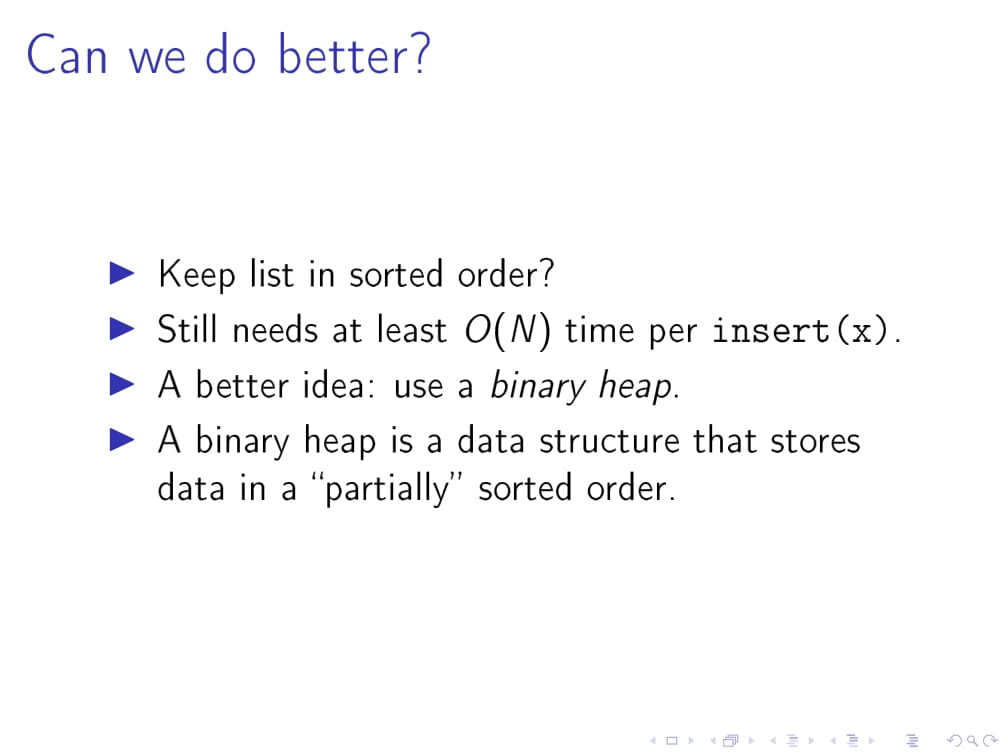 Can we do better?
Keep list in sorted order?
Still needs at least O(N) time per insert(x).
A better idea: use a binary heap.
A binary heap is a data structure that stores
data in a “partially” sorted order.